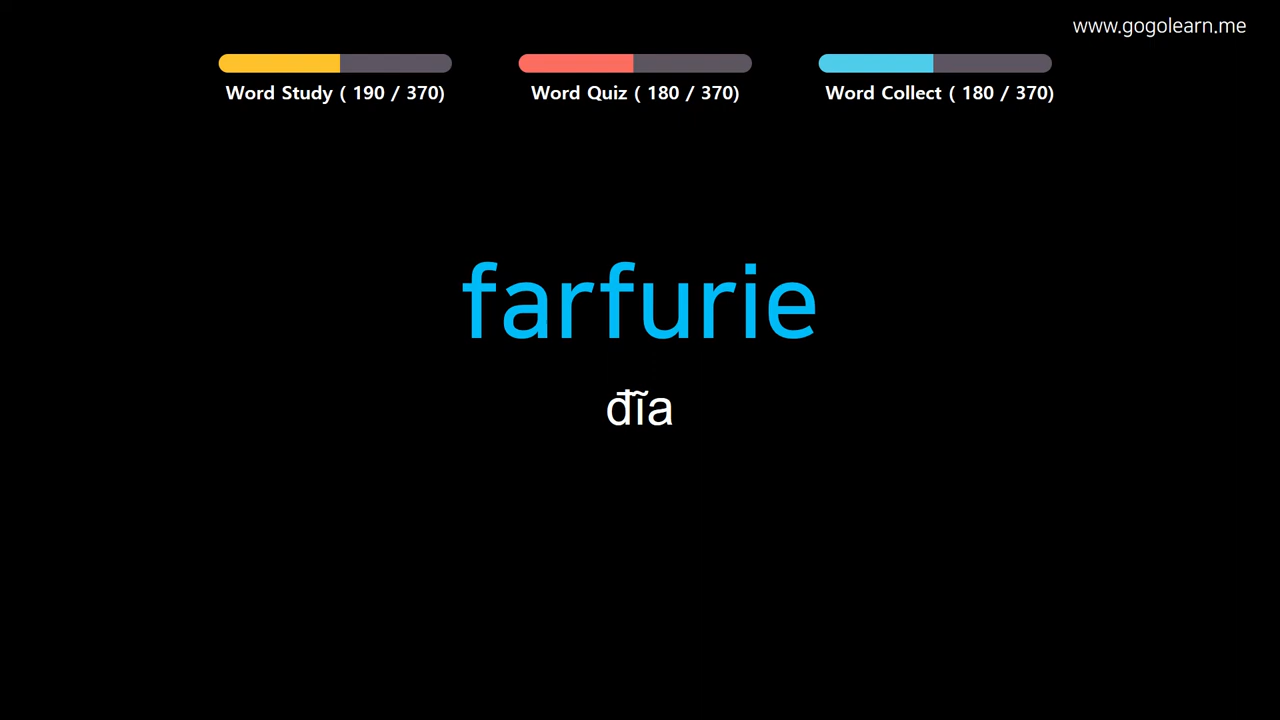 www.gogolearn.me
Word Study ( 190 / 370)
Word Quiz ( 180 / 370)
Word Collect ( 180 / 370)
farfurie
đĩa